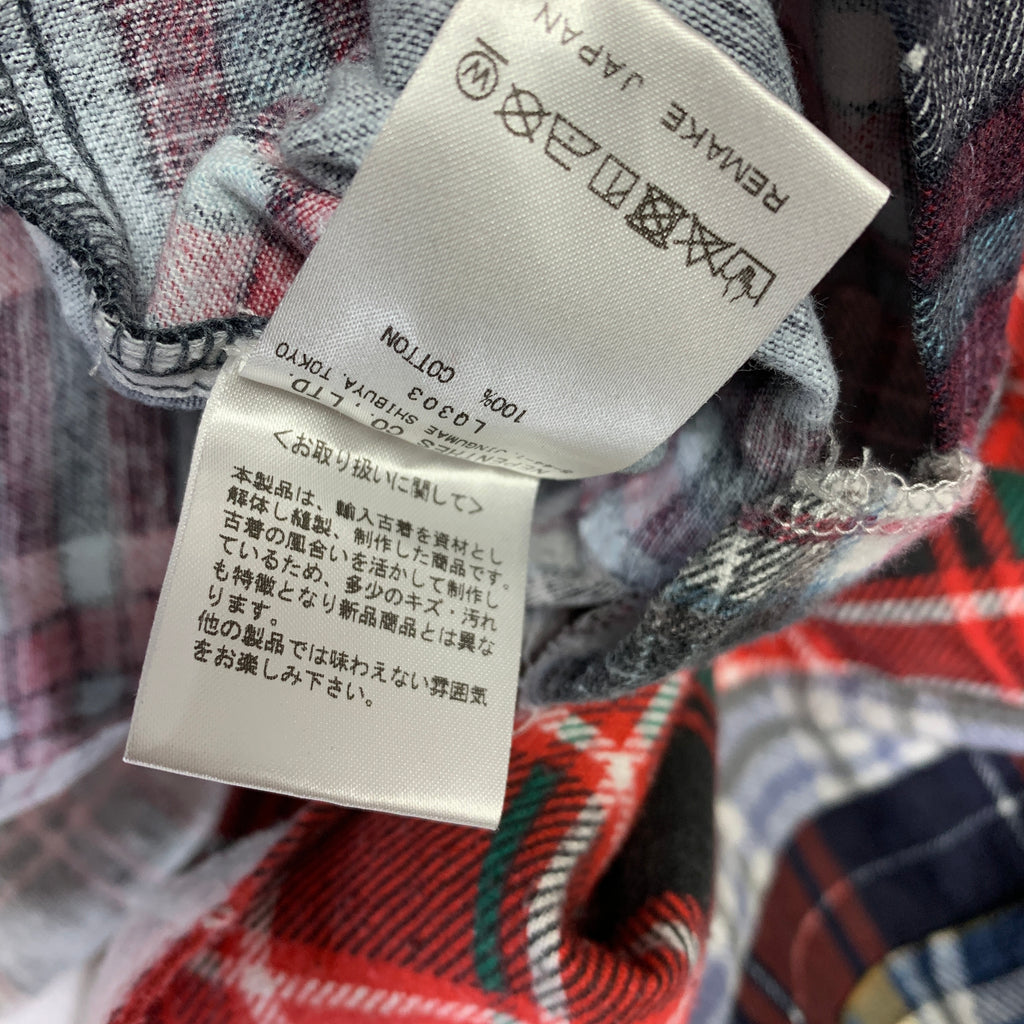 REMAKE JAPAN
100% COTTON
LQ303
CO., LTD.
SHIBUYA, TOKYO
<お取り扱いに関して>
本製品は、輸入古着を資材とし
解体し縫製、制作した商品です。
古着の風合いを活かして制作し
ているため、多少のキズ・汚れ
も特徴となり新品商品とは異な
ります。
他の製品では味わえない雰囲気
をお楽しみ下さい。